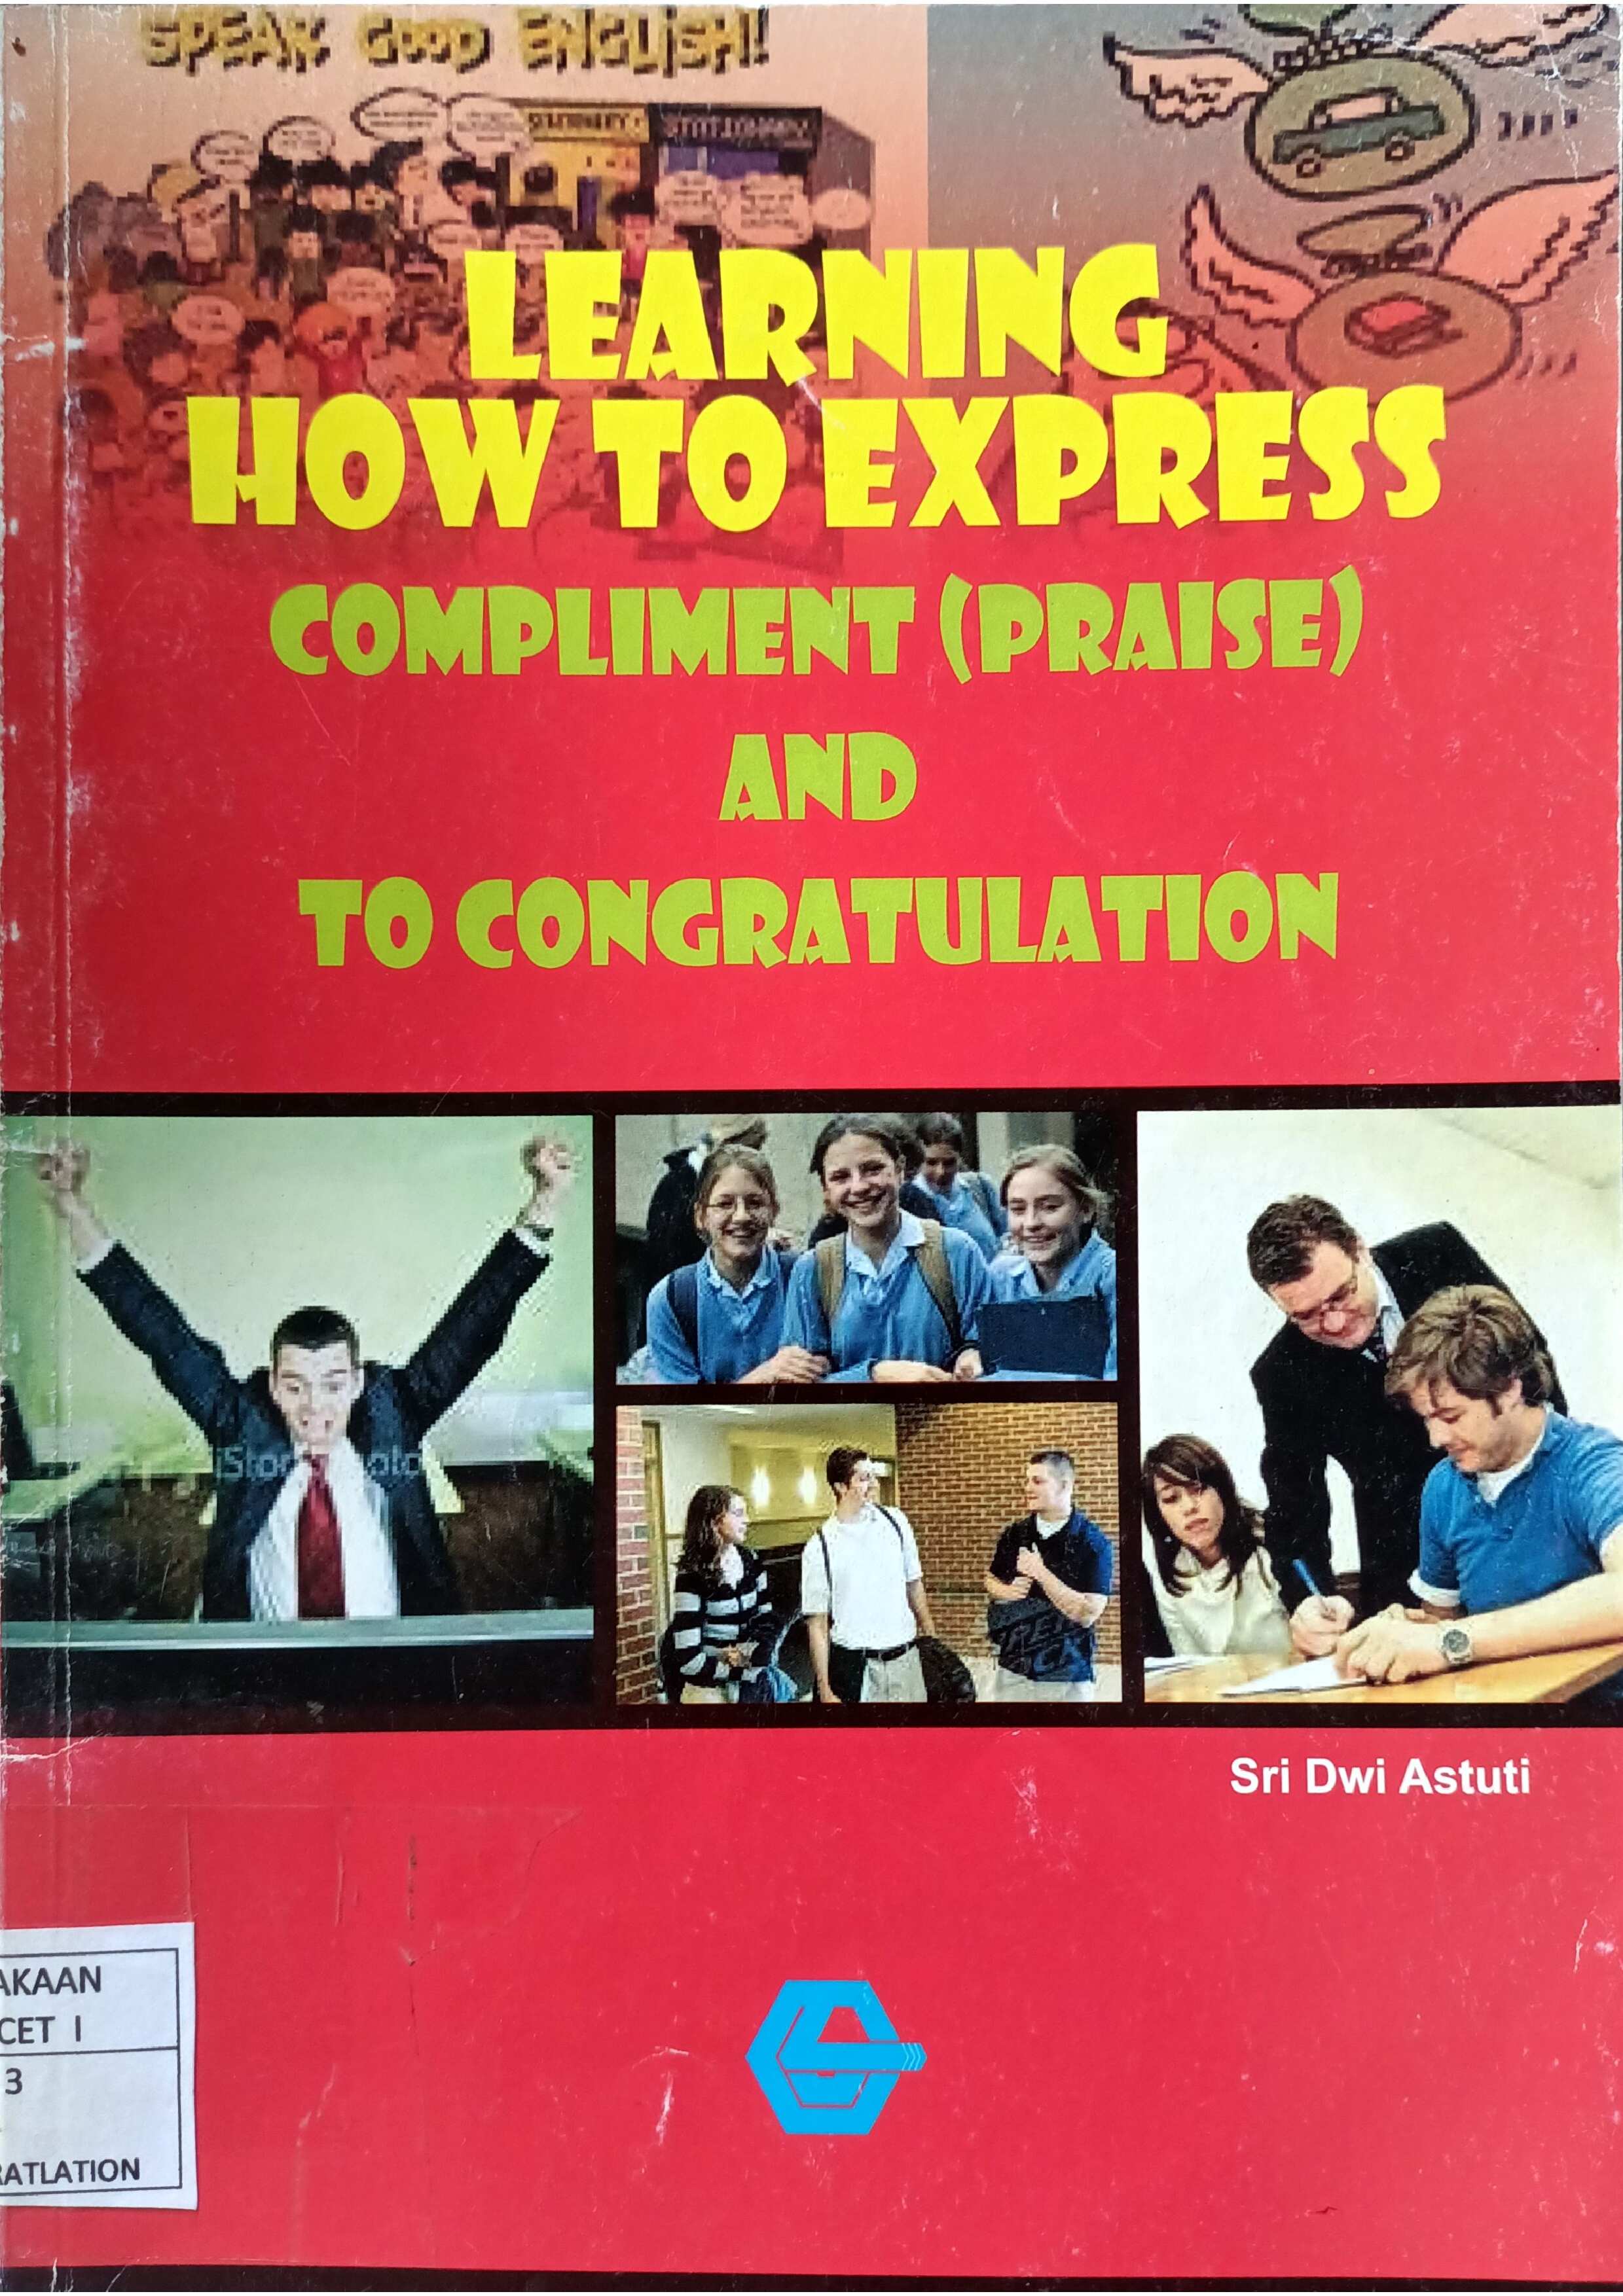 SPEAK GOOD ENGLISH!
STATIONERY
LEARNING
HOW TO EXPRESS
COMPLIMENT (PRAISE)
AND
TO CONGRATULATION
Sri Dwi Astuti
AKAAN
CET I
3
RATLATION